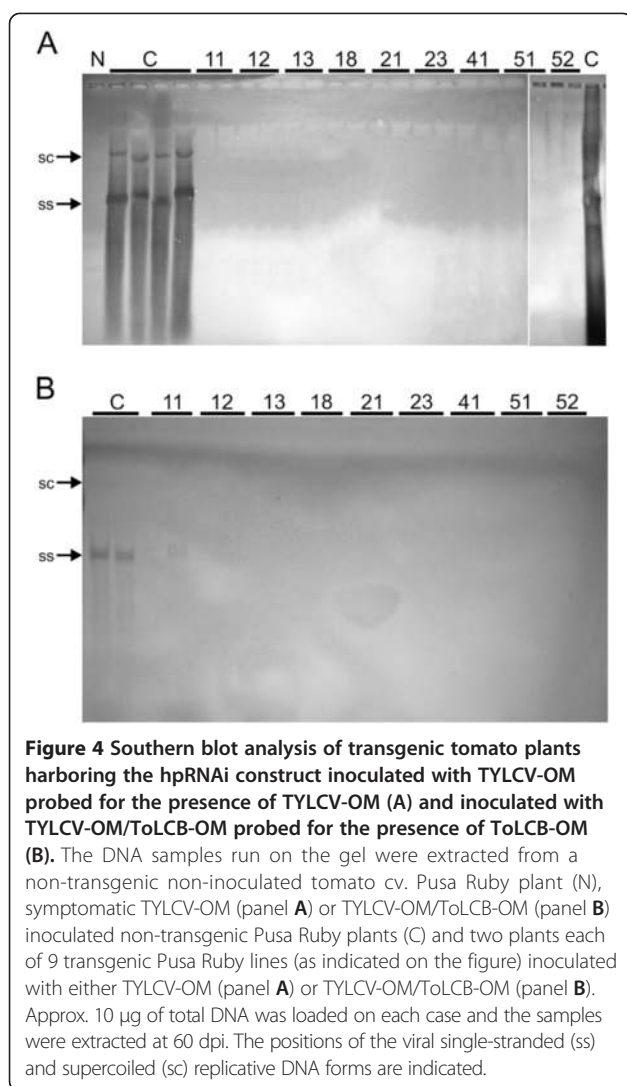 A
N C 11 12 13 18 21 23 41 51 52 C
sc
ss
B
C 11 12 13 18 21 23 41 51 52
sc
ss
Figure 4 Southern blot analysis of transgenic tomato plants
harboring the hpRNAi construct inoculated with TYLCV-OM
probed for the presence of TYLCV-OM (A) and inoculated with
TYLCV-OM/ToLCB-OM probed for the presence of ToLCB-OM
(B). The DNA samples run on the gel were extracted from a
non-transgenic non-inoculated tomato cv. Pusa Ruby plant (N),
symptomatic TYLCV-OM (panel A) or TYLCV-OM/ToLCB-OM (panel B)
inoculated non-transgenic Pusa Ruby plants (C) and two plants each
of 9 transgenic Pusa Ruby lines (as indicated on the figure) inoculated
with either TYLCV-OM (panel A) or TYLCV-OM/ToLCB-OM (panel B).
Approx. 10 μg of total DNA was loaded on each case and the samples
were extracted at 60 dpi. The positions of the viral single-stranded (ss)
and supercoiled (sc) replicative DNA forms are indicated.